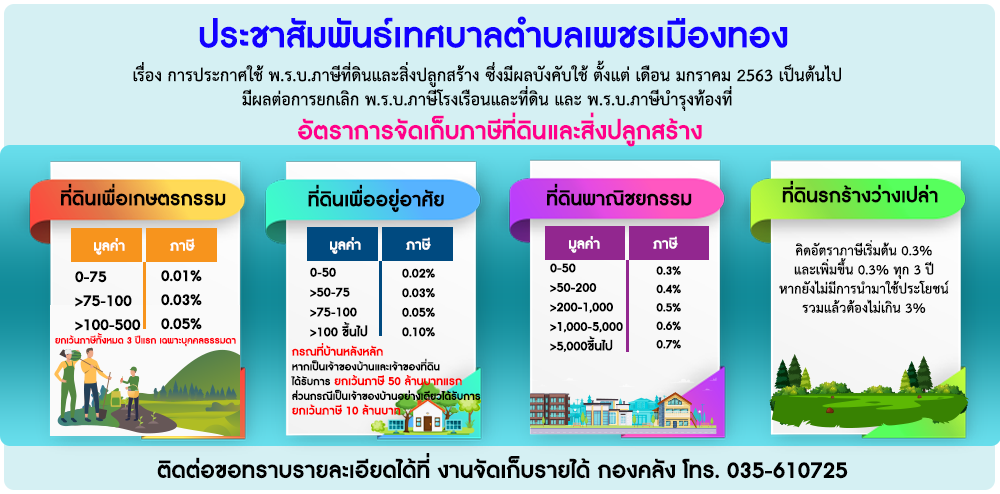 ประชาสัมพันธ์เทศบาลตำบลเพชรเมืองทอง
เรื่อง การประกาศใช้ พ.ร.บ.ภาษีที่ดินและสิ่งปลูกสร้าง ซึ่งมีผลบังคับใช้ ตั้งแต่ เดือน มกราคม 2563 เป็นต้นไป
มีผลต่อการยกเลิก พ.ร.บ.ภาษีโรงเรือนและที่ดิน และ พ.ร.บ.ภาษีบำรุงท้องที่
อัตราการจัดเก็บภาษีที่ดินและสิ่งปลูกสร้าง
ที่ดินเพื่อเกษตรกรรม
มูลค่า ภาษี
0-75 0.01%
>75-100 0.03%
>100-500 0.05%
ยกเว้นภาษีทั้งหมด 3 ปีแรก เฉพาะบุคคลธรรมดา
ที่ดินเพื่ออยู่อาศัย
มูลค่า ภาษี
0-50 0.02%
>50-75 0.03%
>75-100 0.05%
>100 ขึ้นไป 0.10%
กรณีที่บ้านหลังหลัก
หากเป็นเจ้าของบ้านและเจ้าของที่ดิน
ได้รับการ ยกเว้นภาษี 50 ล้านบาทแรก
ส่วนกรณีเป็นเจ้าของบ้านอย่างเดียวได้รับการ
ยกเว้นภาษี 10 ล้านบาท
ที่ดินพาณิชยกรรม
มูลค่า ภาษี
0-50 0.3%
>50-200 0.4%
>200-1,000 0.5%
>1,000-5,000 0.6%
>5,000ขึ้นไป 0.7%
ที่ดินรกร้างว่างเปล่า
คิดอัตราภาษีเริ่มต้น 0.3%
และเพิ่มขึ้น 0.3% ทุก 3 ปี
หากยังไม่มีการนำมาใช้ประโยชน์
รวมแล้วต้องไม่เกิน 3%
ติดต่อขอทราบรายละเอียดได้ที่ งานจัดเก็บรายได้ กองคลัง โทร. 035-610725